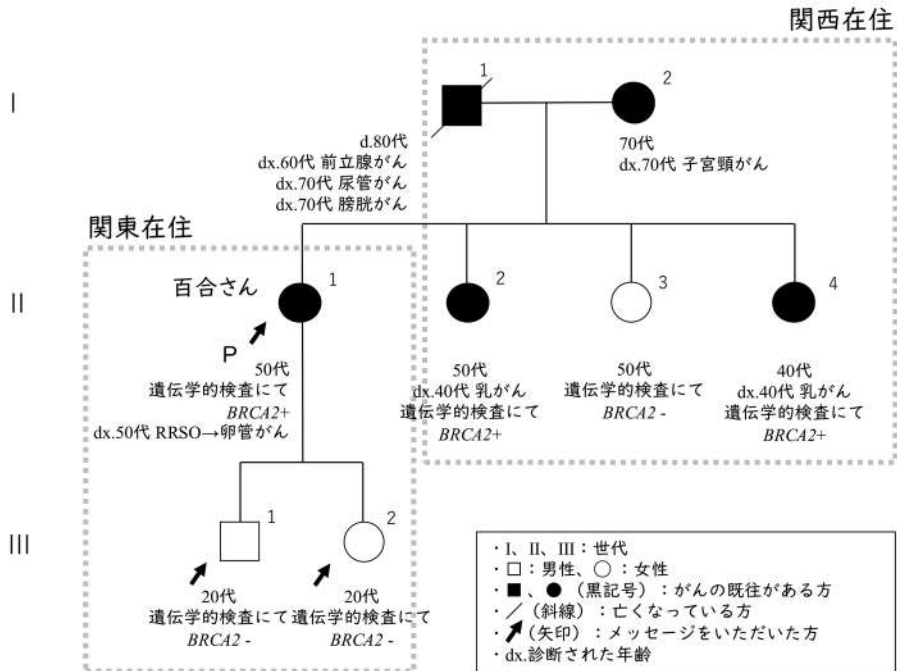 関西在住
I
1
2
d.80代
dx.60代 前立腺がん
dx.70代 尿管がん
dx.70代 膀胱がん
70代
dx.70代 子宮頸がん
関東在住
II
百合さん
1
P
50代
遺伝学的検査にて
BRCA2+
dx.50代 RRSO→卵管がん
2
50代
dx.40代 乳がん
遺伝学的検査にて
BRCA2+
3
50代
遺伝学的検査にて
BRCA2 -
4
40代
dx.40代 乳がん
遺伝学的検査にて
BRCA2+
III
1
20代
遺伝学的検査にて
BRCA2 -
2
20代
遺伝学的検査にて
BRCA2 -
・I、II、III：世代
・□：男性、○：女性
・■、●（黒記号）：がんの既往がある方
・／（斜線）：亡くなっている方
・➚（矢印）：メッセージをいただいた方
・dx.診断された年齢